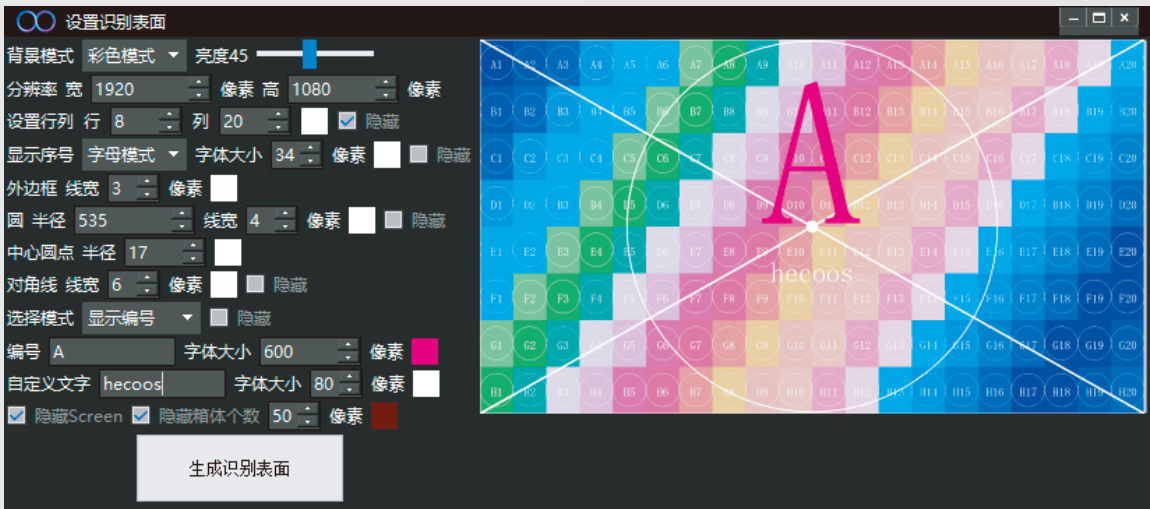 设置识别表面
背景模式 彩色模式 亮度45
分辨率 宽 1920 像素 高 1080 像素
设置行列 行 8 列 20 隐藏
显示序号 字母模式 字体大小 34 像素 隐藏
外边框 线宽 3 像素
圆 半径 535 线宽 4 像素 隐藏
中心圆点 半径 17
对角线 线宽 6 像素 隐藏
选择模式 显示编号 隐藏
编号 A 字体大小 600 像素
自定义文字 hecoos 字体大小 80 像素
隐藏Screen 隐藏箱体个数 50 像素
生成识别表面
A1 A2 A3 A4 A5 A6 A7 A8 A9 A10 A11 A12 A13 A14 A15 A16 A17 A18 A19 A20
B1 B2 B3 B4 B5 B6 B7 B8 B9 B10 B11 B12 B13 B14 B15 B16 B17 B18 B19 B20
C1 C2 C3 C4 C5 C6 C7 C8 C9 C10 C11 C12 C13 C14 C15 C16 C17 C18 C19 C20
D1 D2 D3 D4 D5 D6 D7 D8 D9 D10 D11 D12 D13 D14 D15 D16 D17 D18 D19 D20
E1 E2 E3 E4 E5 E6 E7 E8 E9 E10 E11 E12 E13 E14 E15 E16 E17 E18 E19 E20
F1 F2 F3 F4 F5 F6 F7 F8 F9 F10 F11 F12 F13 F14 F15 F16 F17 F18 F19 F20
G1 G2 G3 G4 G5 G6 G7 G8 G9 G10 G11 G12 G13 G14 G15 G16 G17 G18 G19 G20
H1 H2 H3 H4 H5 H6 H7 H8 H9 H10 H11 H12 H13 H14 H15 H16 H17 H18 H19 H20
A
hecoos